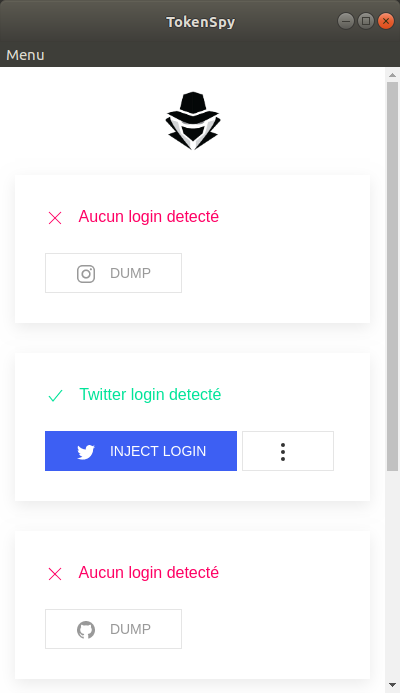 TokenSpy
Menu
Aucun login detecté
DUMP
Twitter login detecté
INJECT LOGIN
Aucun login detecté
DUMP